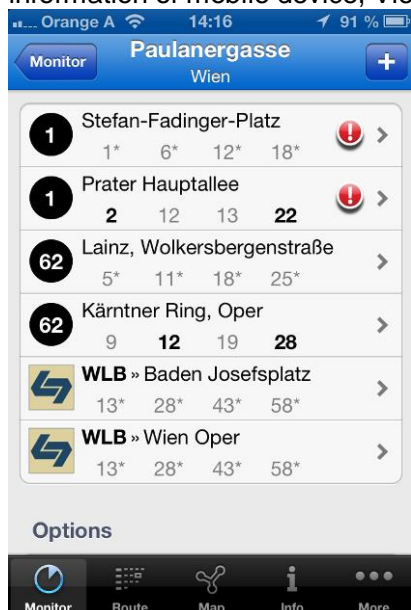 information of mobile device, Vie
Orange A 14:16 91 %
Monitor Paulanergasse +
Wien
1 Stefan-Fadinger-Platz
1* 6* 12* 18*
1 Prater Hauptallee
2 12 13 22
62 Lainz, Wolkersbergenstraße
5* 11* 18* 25*
62 Kärntner Ring, Oper
9 12 19 28
WLB » Baden Josefsplatz
13* 28* 43* 58*
WLB » Wien Oper
13* 28* 43* 58*
Options
Monitor Route Map Info More